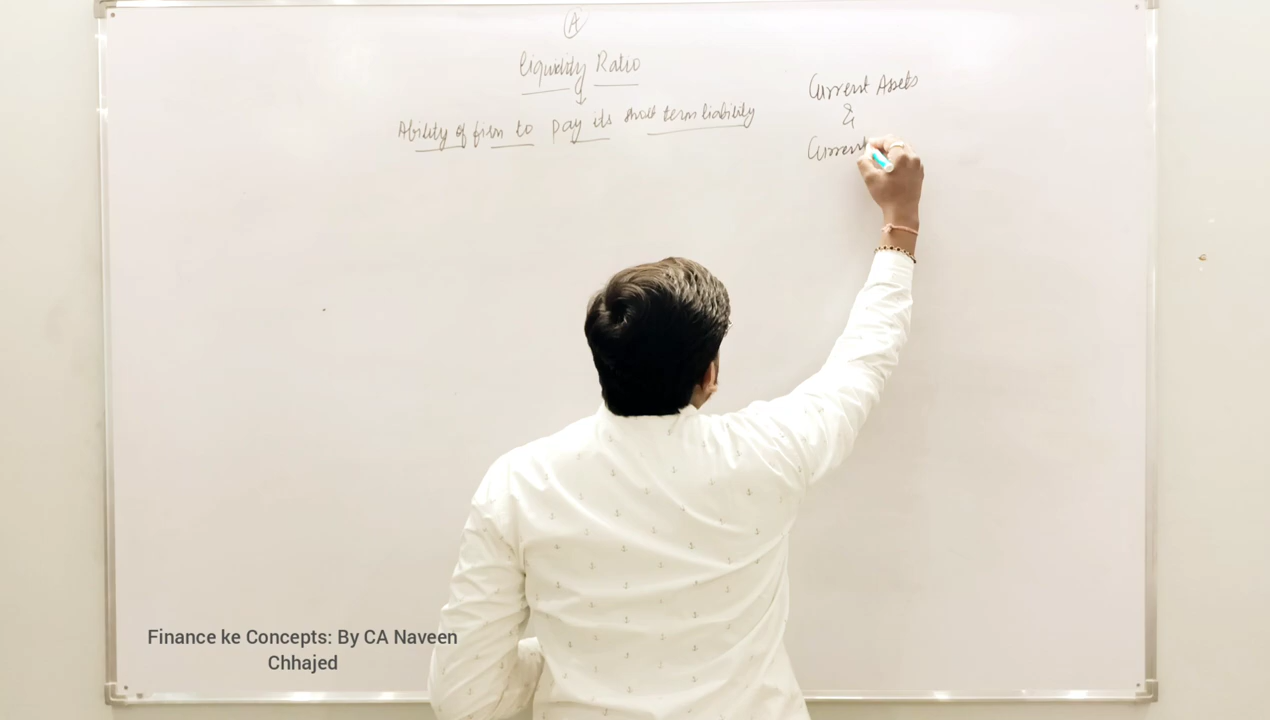 A
Liquidity Ratio
Ability of firm to pay its short term liability
Current Assets
&
Current
Finance ke Concepts: By CA Naveen
Chhajed